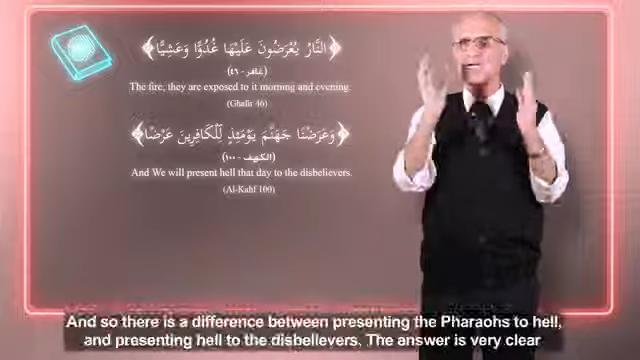 ﴿النَّارُ يُعْرَضُونَ عَلَيْهَا غُدُوًّا وَعَشِيًّا﴾
(غافر - ٤٦)
The fire, they are exposed to it morning and evening.
(Ghafir 46)
﴿وَعَرَضْنَا جَهَنَّمَ يَوْمَئِذٍ لِّلْكَافِرِينَ عَرْضًا﴾
(الكهف - ١٠٠)
And We will present hell that day to the disbelievers.
(Al-Kahf 100)
And so there is a difference between presenting the Pharaohs to hell,
and presenting hell to the disbelievers. The answer is very clear